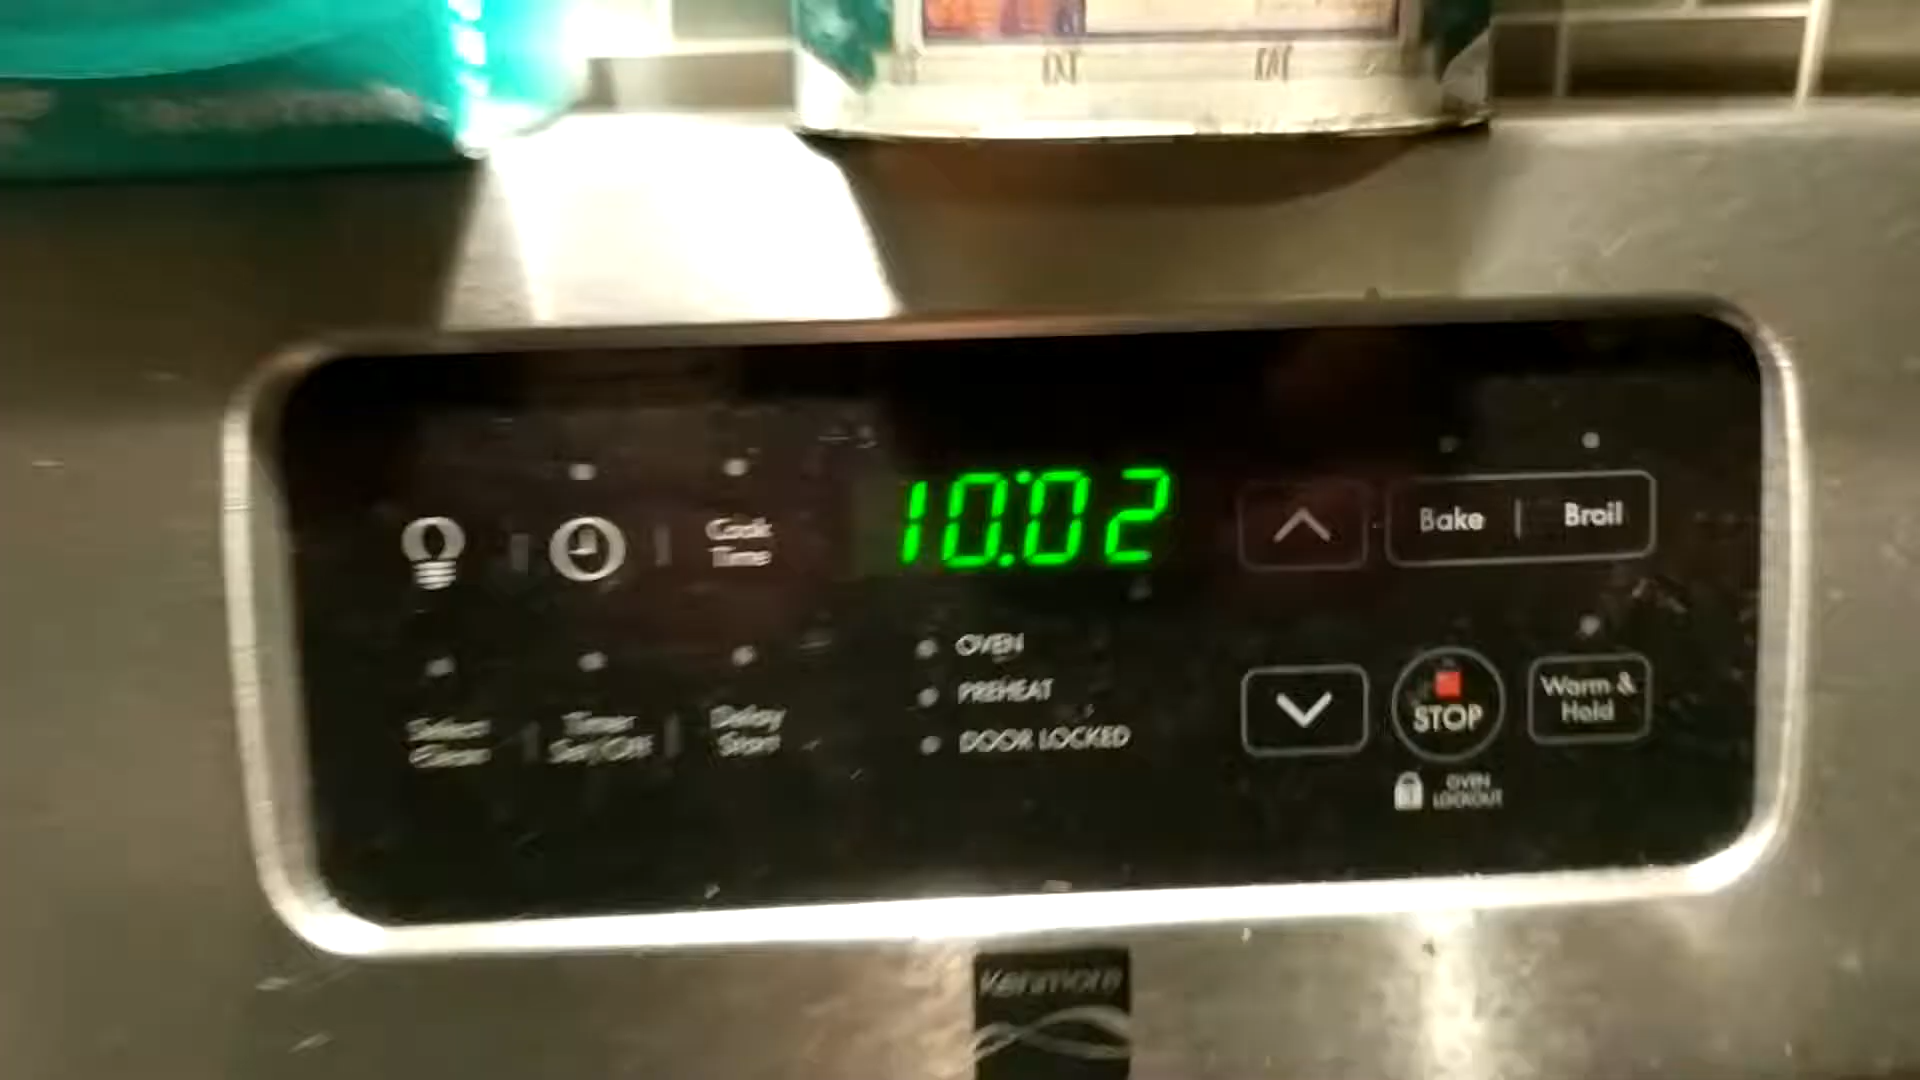 10:02
Cook
Time
Bake
Broil
OVEN
PREHEAT
DOOR LOCKED
Select
Clean
Timer
Set/Off
Delay
Start
STOP
Warm &
Hold
OVEN
LOCKOUT
Kenmore